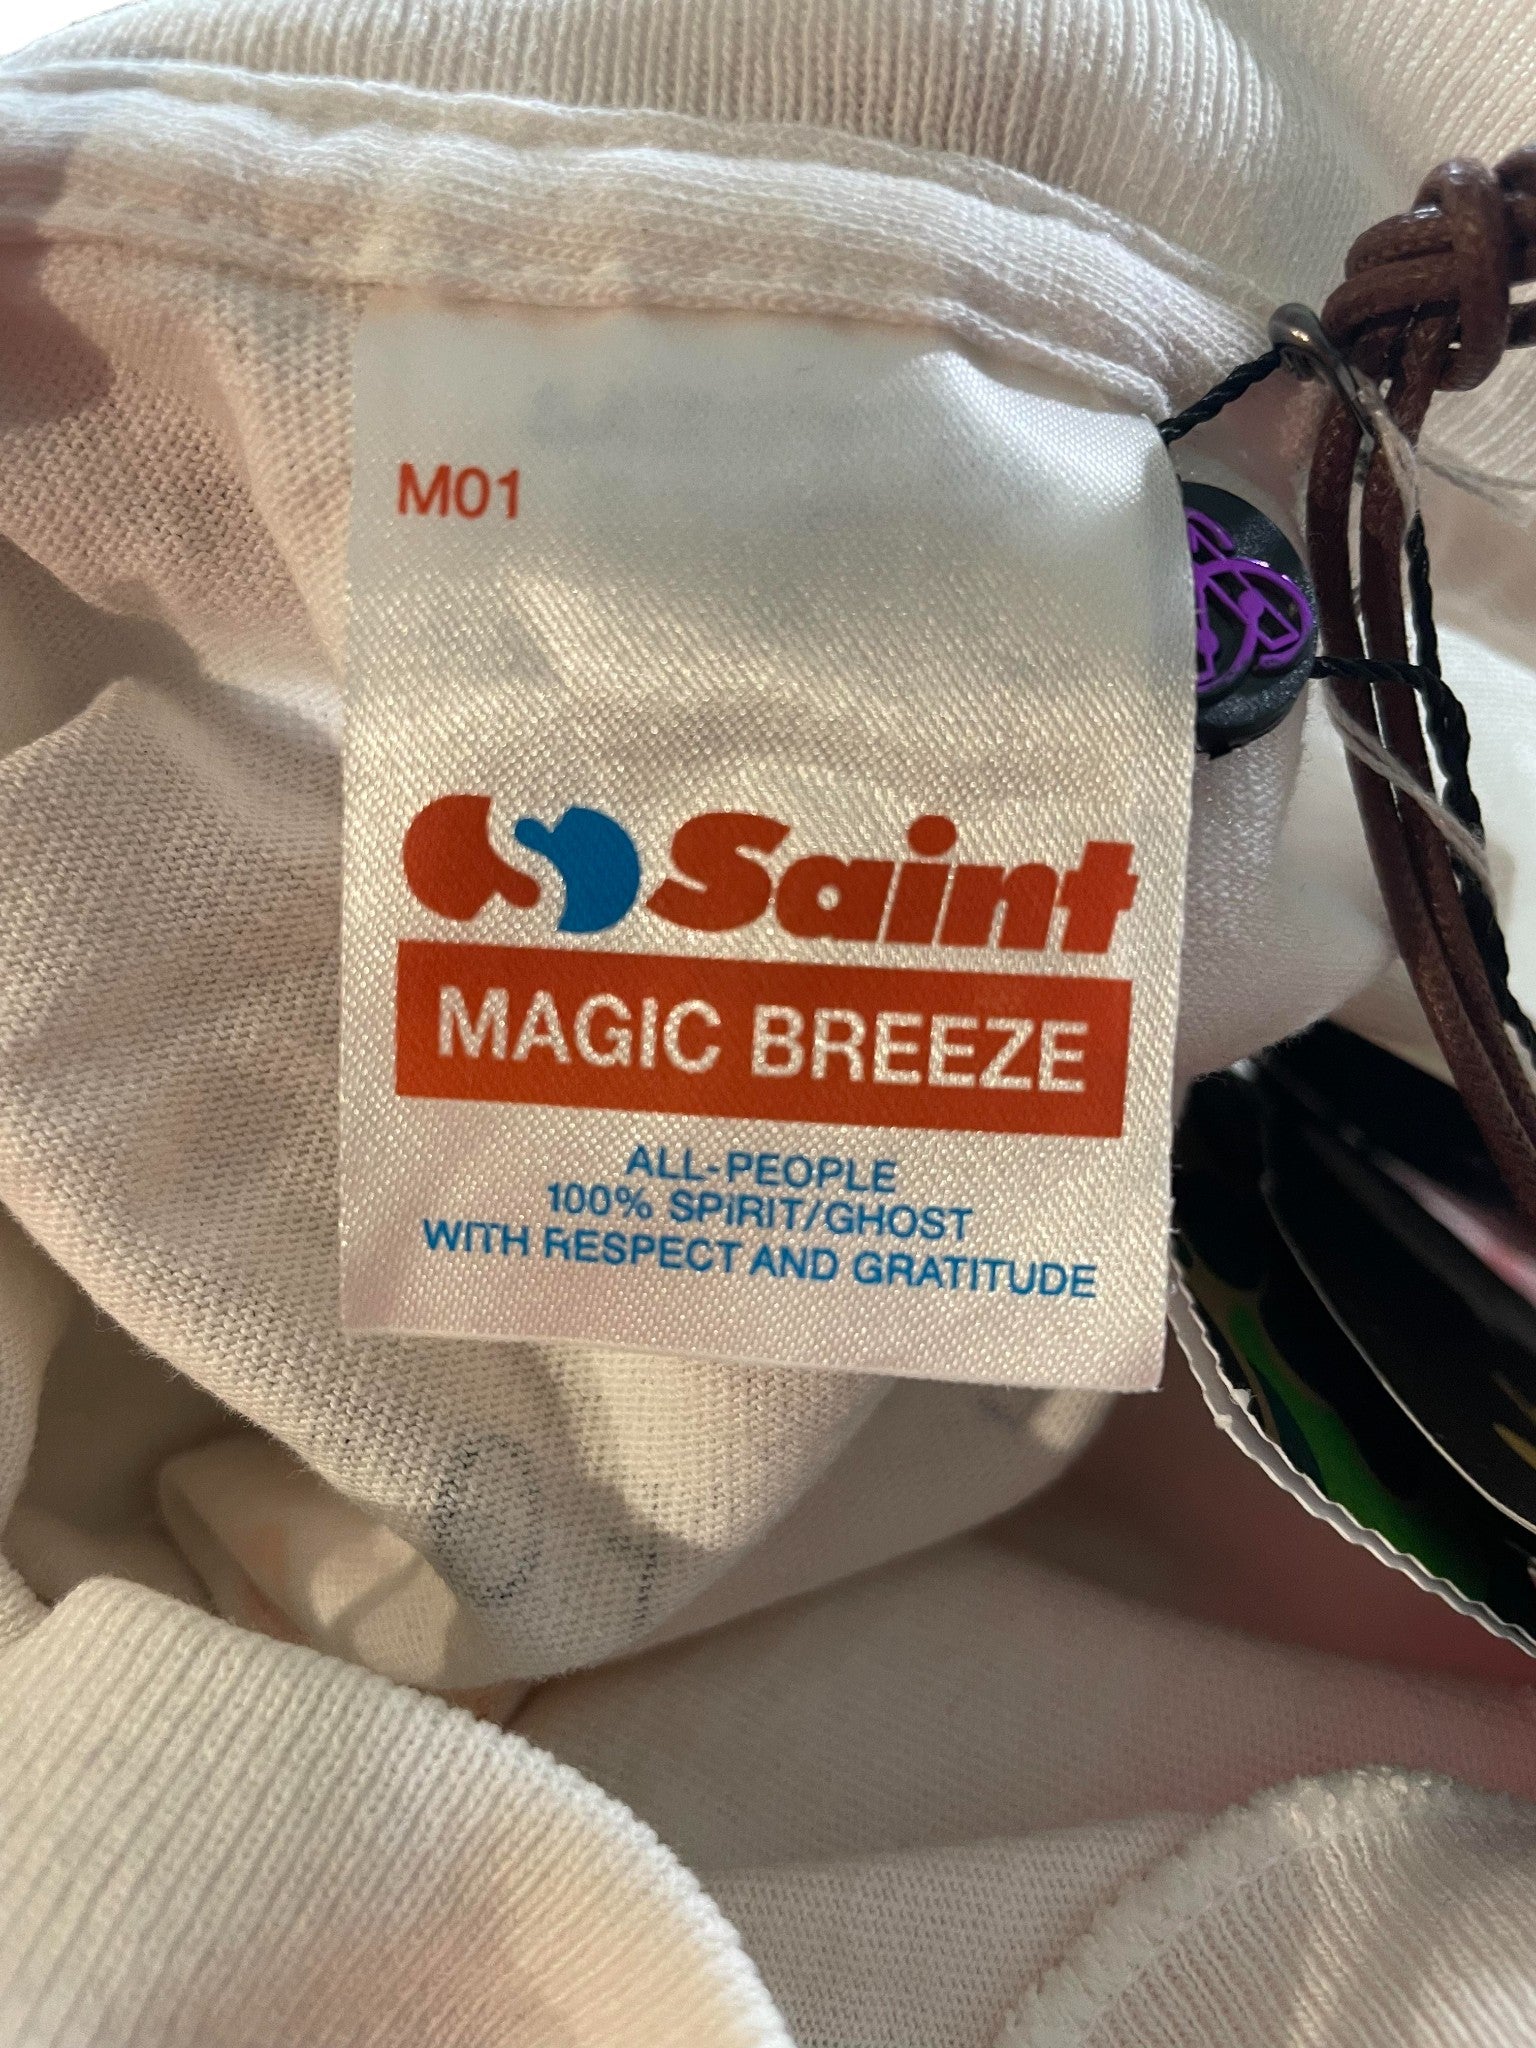 M01
Saint
MAGIC BREEZE
ALL-PEOPLE
100% SPiRIT/GHOST
WITH RESPECT AND GRATITUDE